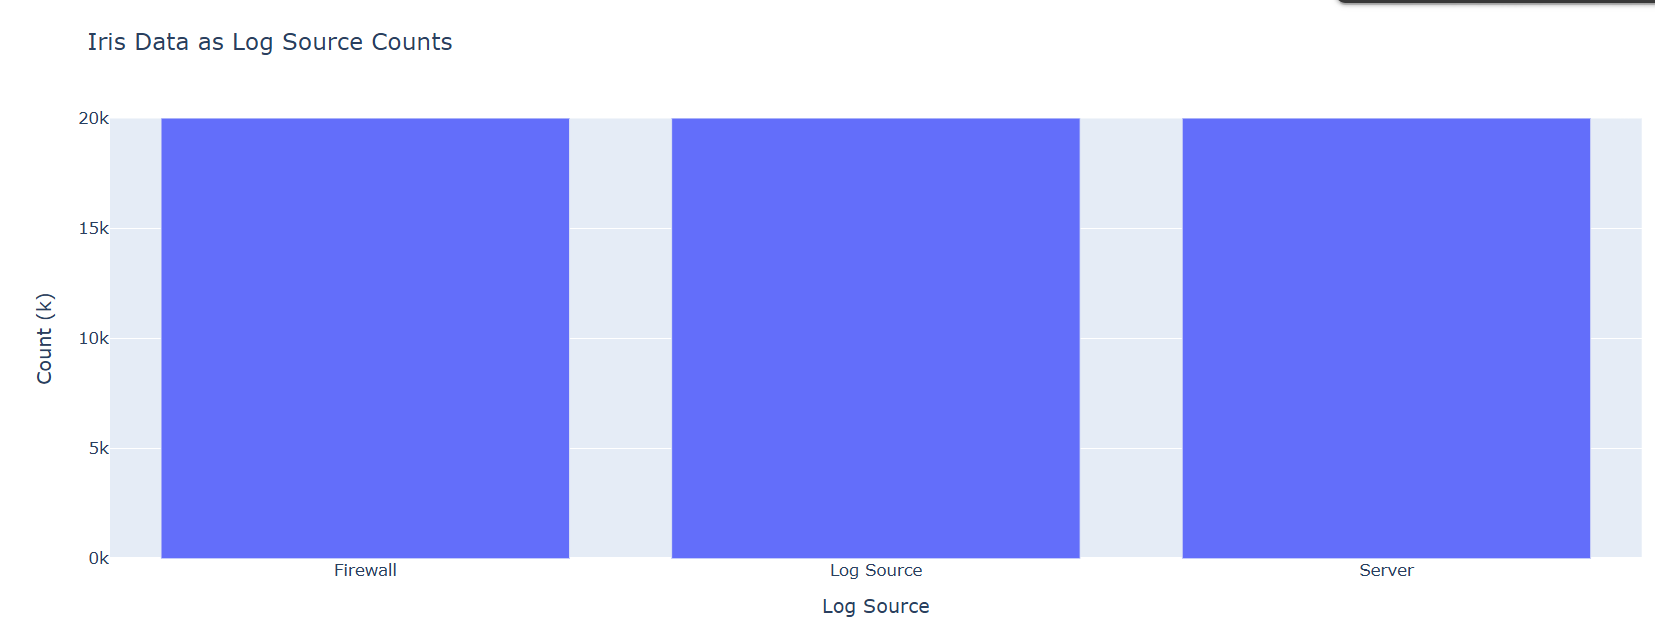 Iris Data as Log Source Counts
20k
15k
10k
5k
0k
Count (k)
Firewall
Log Source
Server
Log Source